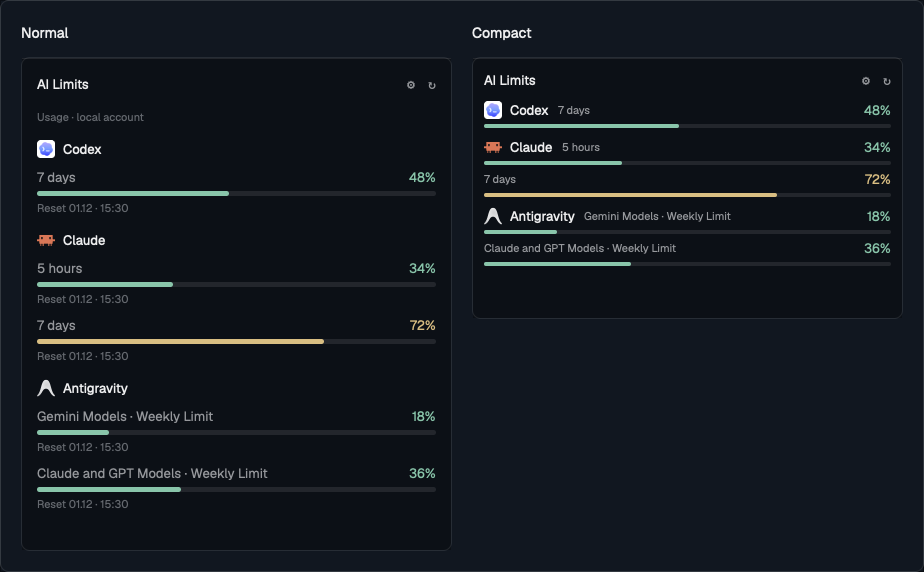 Normal
AI Limits
Usage · local account
Codex
7 days 48%
Reset 01.12 · 15:30
Claude
5 hours 34%
Reset 01.12 · 15:30
7 days 72%
Reset 01.12 · 15:30
Antigravity
Gemini Models · Weekly Limit 18%
Reset 01.12 · 15:30
Claude and GPT Models · Weekly Limit 36%
Reset 01.12 · 15:30
Compact
AI Limits
Codex 7 days 48%
Claude 5 hours 34%
7 days 72%
Antigravity Gemini Models · Weekly Limit 18%
Claude and GPT Models · Weekly Limit 36%